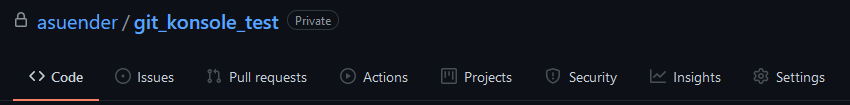 asuender / git_konsole_test Private
Code Issues Pull requests Actions Projects Security Insights Settings